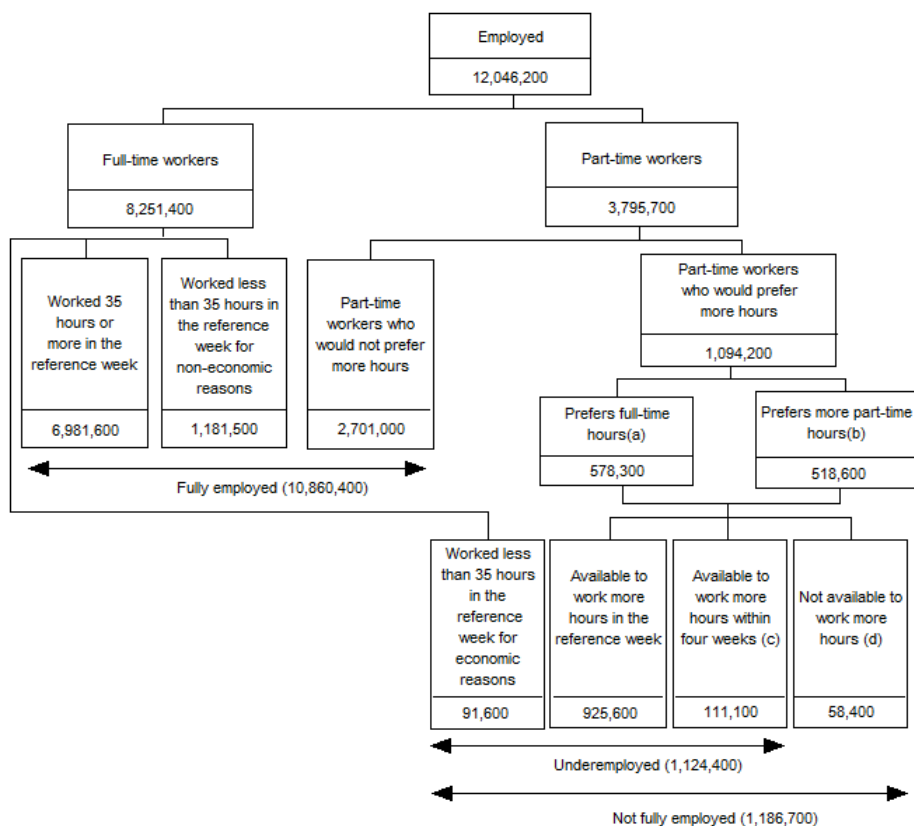 Employed
12,046,200
Full-time workers
8,251,400
Part-time workers
3,795,700
Worked 35
hours or
more in the
reference week
6,981,600
Worked less
than 35 hours in
the reference
week for
non-economic
reasons
1,181,500
Part-time
workers who
would not prefer
more hours
2,701,000
Part-time workers
who would prefer
more hours
1,094,200
Prefers full-time
hours(a)
578,300
Prefers more part-time
hours(b)
518,600
Fully employed (10,860,400)
Worked less
than 35 hours
in the
reference
week for
economic
reasons
91,600
Available to
work more
hours in the
reference week
925,600
Available to
work more
hours within
four weeks (c)
111,100
Not available to
work more
hours (d)
58,400
Underemployed (1,124,400)
Not fully employed (1,186,700)